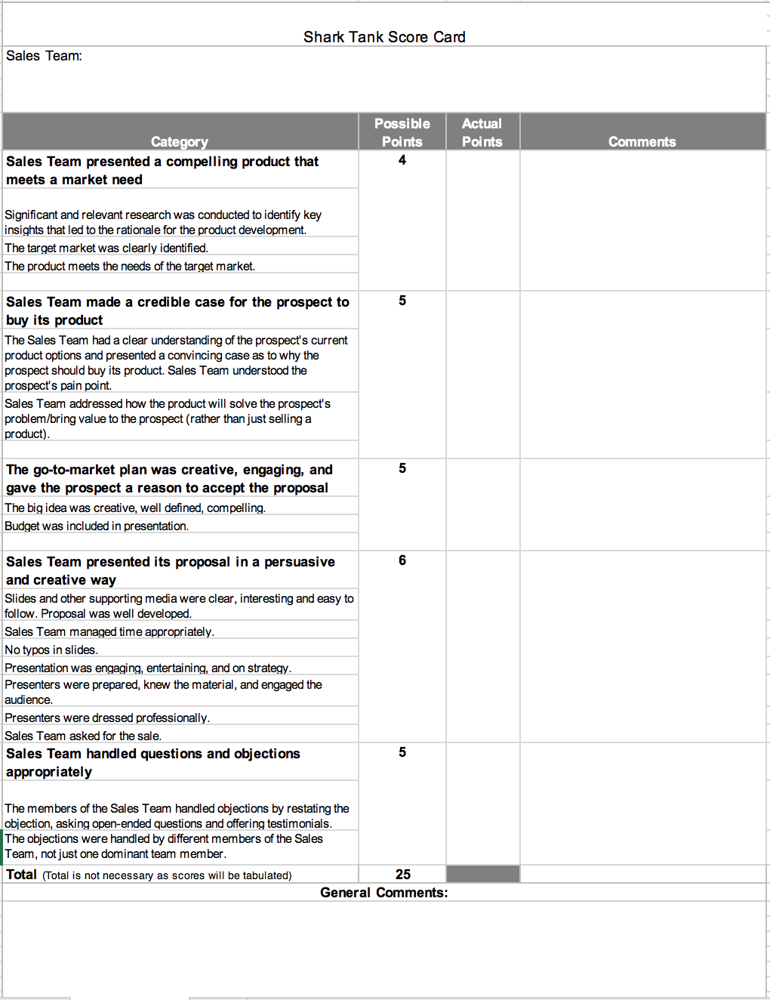 Shark Tank Score Card
Sales Team:
Category
Possible Points
Actual Points
Comments
Sales Team presented a compelling product that
meets a market need
4
Significant and relevant research was conducted to identify key
insights that led to the rationale for the product development.
The target market was clearly identified.
The product meets the needs of the target market.
Sales Team made a credible case for the prospect to
buy its product
5
The Sales Team had a clear understanding of the prospect's current
product options and presented a convincing case as to why the
prospect should buy its product. Sales Team understood the
prospect's pain point.
Sales Team addressed how the product will solve the prospect's
problem/bring value to the prospect (rather than just selling a
product).
The go-to-market plan was creative, engaging, and
gave the prospect a reason to accept the proposal
5
The big idea was creative, well defined, compelling.
Budget was included in presentation.
Sales Team presented its proposal in a persuasive
and creative way
6
Slides and other supporting media were clear, interesting and easy to
follow. Proposal was well developed.
Sales Team managed time appropriately.
No typos in slides.
Presentation was engaging, entertaining, and on strategy.
Presenters were prepared, knew the material, and engaged the
audience.
Presenters were dressed professionally.
Sales Team asked for the sale.
Sales Team handled questions and objections
appropriately
5
The members of the Sales Team handled objections by restating the
objection, asking open-ended questions and offering testimonials.
The objections were handled by different members of the Sales
Team, not just one dominant team member.
Total (Total is not necessary as scores will be tabulated) 25
General Comments: